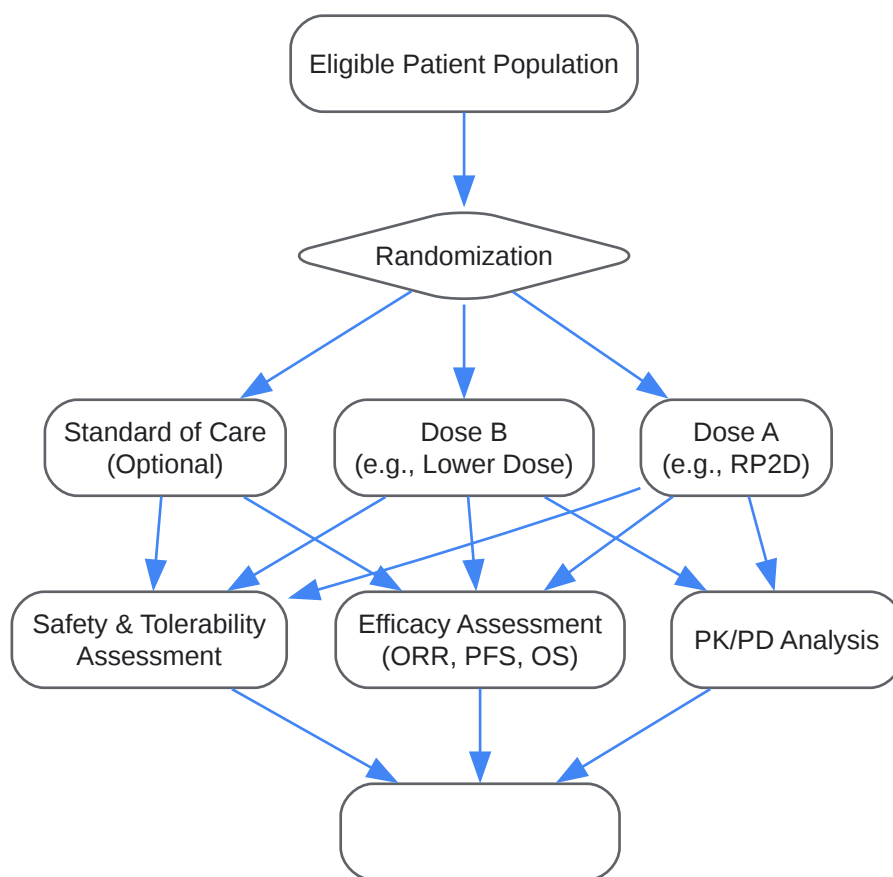 Eligible Patient Population
Randomization
Standard of Care
(Optional)
Dose B
(e.g., Lower Dose)
Dose A
(e.g., RP2D)
Safety & Tolerability
Assessment
Efficacy Assessment
(ORR, PFS, OS)
PK/PD Analysis